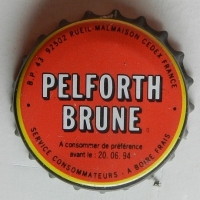 B.P. 43 92502 RUEIL-MALMAISON CEDEX FRANCE
PELFORTH
BRUNE
A consommer de préférence
avant le : 20. 06. 94
SERVICE CONSOMMATEURS - A BOIRE FRAIS